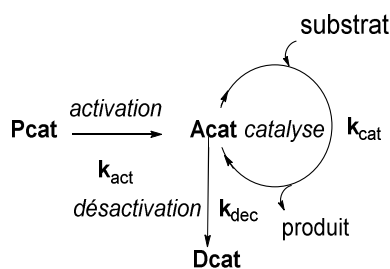 substrat
activation
Pcat
Acat catalyse
kcat
kact
désactivation
kdec
produit
Dcat